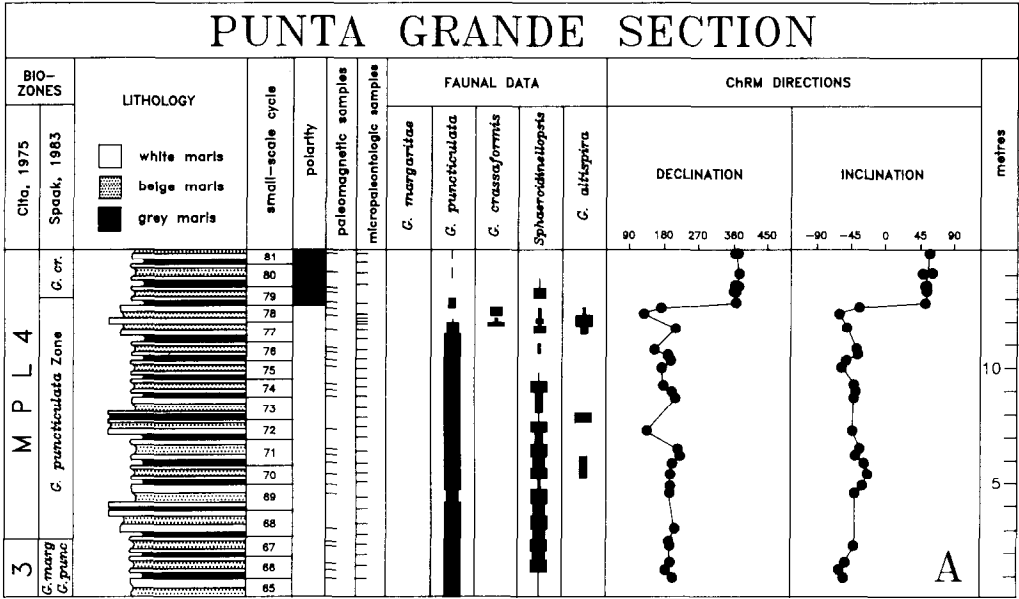 PUNTA GRANDE SECTION
BIO-
ZONES
Cita, 1975
Spaak, 1983
LITHOLOGY
white marls
beige marls
grey marls
small-scale cycle
polarity
paleomagnetic samples
micropaleontologic samples
FAUNAL DATA
G. margaritae
G. puncticulata
G. crassaformis
Sphaeroidinellopsis
G. altispira
ChRM DIRECTIONS
DECLINATION
90 180 270 360 450
INCLINATION
-90 -45 0 45 90
metres
M P L 4
3
G. cr.
G. puncticulata Zone
G. marg
G. punc
81
80
79
78
77
76
75
74
73
72
71
70
69
68
67
66
65
10
5
A